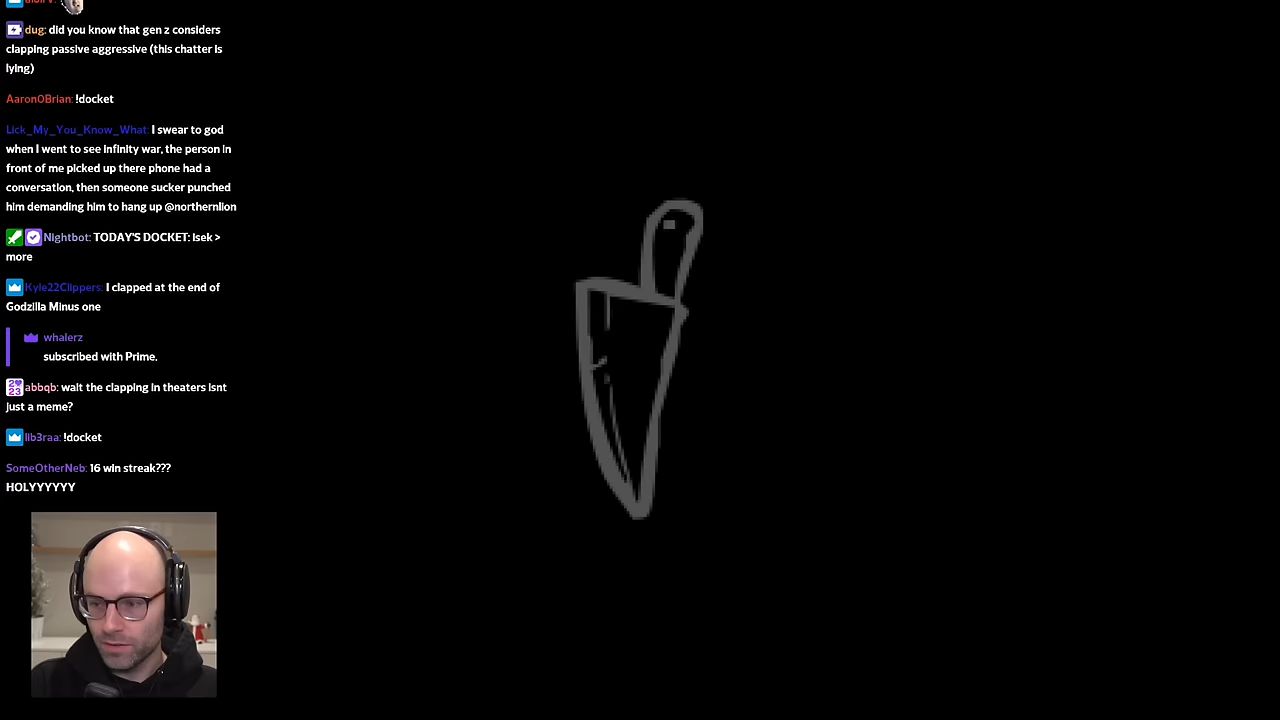 dug: did you know that gen z considers
clapping passive aggressive (this chatter is
lying)
AaronOBrian: !docket
Lick_My_You_Know_What: I swear to god
when I went to see infinity war, the person in
front of me picked up there phone had a
conversation, then someone sucker punched
him demanding him to hang up @northernlion
Nightbot: TODAY'S DOCKET: Isek >
more
Kyle22Clippers: I clapped at the end of
Godzilla Minus one
whalerz
subscribed with Prime.
abbqb: wait the clapping in theaters isnt
just a meme?
lib3raa: !docket
SomeOtherNeb: 16 win streak???
HOLYYYYYY